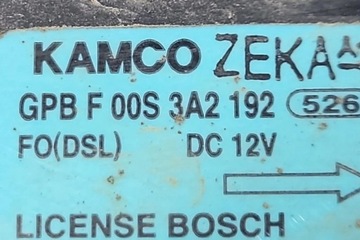 KAMCO ZEKA
GPB F 00S 3A2 192 526
FO(DSL) DC 12V
LICENSE BOSCH